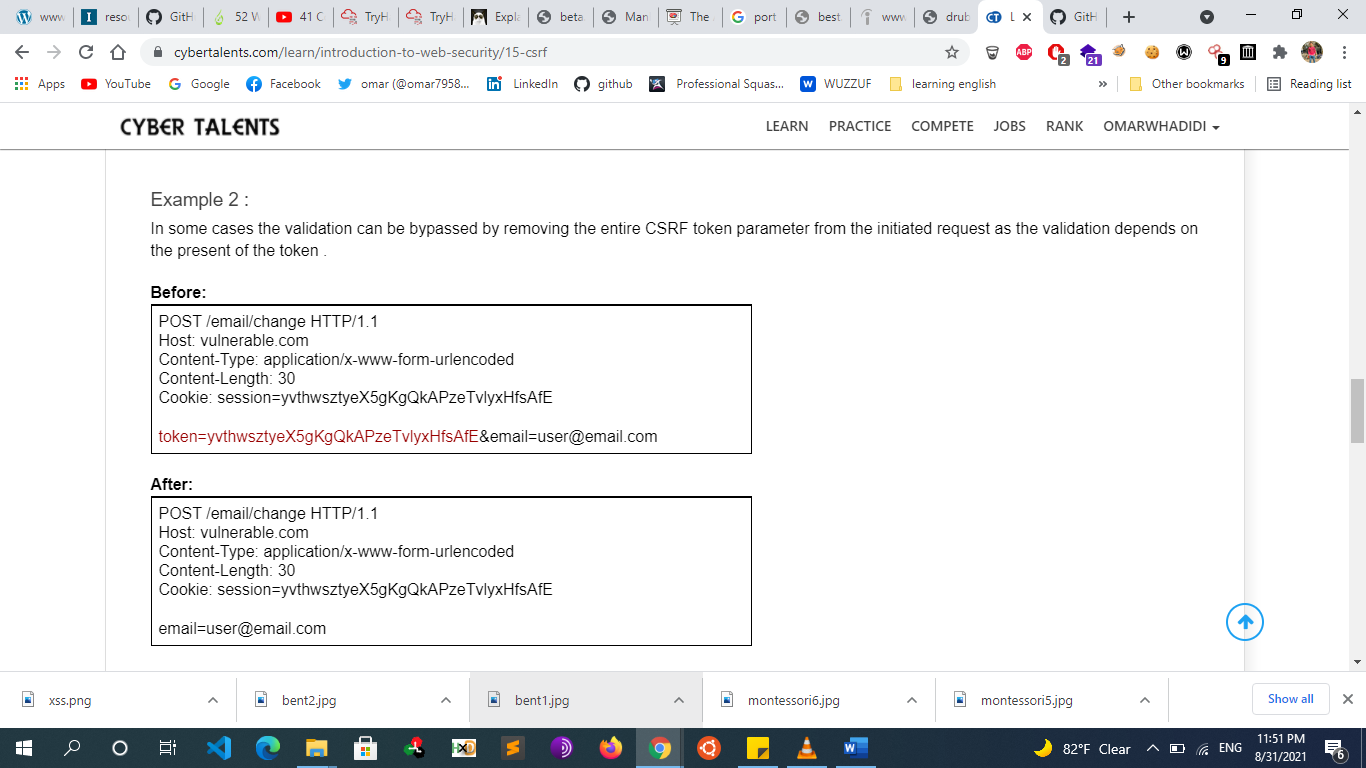 www
reso
GitH
52 W
41 C
TryH
TryH
Expla
beta.
Man
The
port
best
www
drub
L
GitH
cybertalents.com/learn/introduction-to-web-security/15-csrf
ABP
2
21
9
Apps
YouTube
Google
Facebook
omar (@omar7958...
LinkedIn
github
Professional Squas...
WUZZUF
learning english
»
Other bookmarks
Reading list
CYBER TALENTS
LEARN PRACTICE COMPETE JOBS RANK OMARWHADIDI
Example 2 :
In some cases the validation can be bypassed by removing the entire CSRF token parameter from the initiated request as the validation depends on
the present of the token .
Before:
POST /email/change HTTP/1.1
Host: vulnerable.com
Content-Type: application/x-www-form-urlencoded
Content-Length: 30
Cookie: session=yvthwsztyeX5gKgQkAPzeTvlyxHfsAfE
token=yvthwsztyeX5gKgQkAPzeTvlyxHfsAfE&email=user@email.com
After:
POST /email/change HTTP/1.1
Host: vulnerable.com
Content-Type: application/x-www-form-urlencoded
Content-Length: 30
Cookie: session=yvthwsztyeX5gKgQkAPzeTvlyxHfsAfE
email=user@email.com
xss.png
bent2.jpg
bent1.jpg
montessori6.jpg
montessori5.jpg
Show all
82°F Clear
ENG
11:51 PM
8/31/2021
6